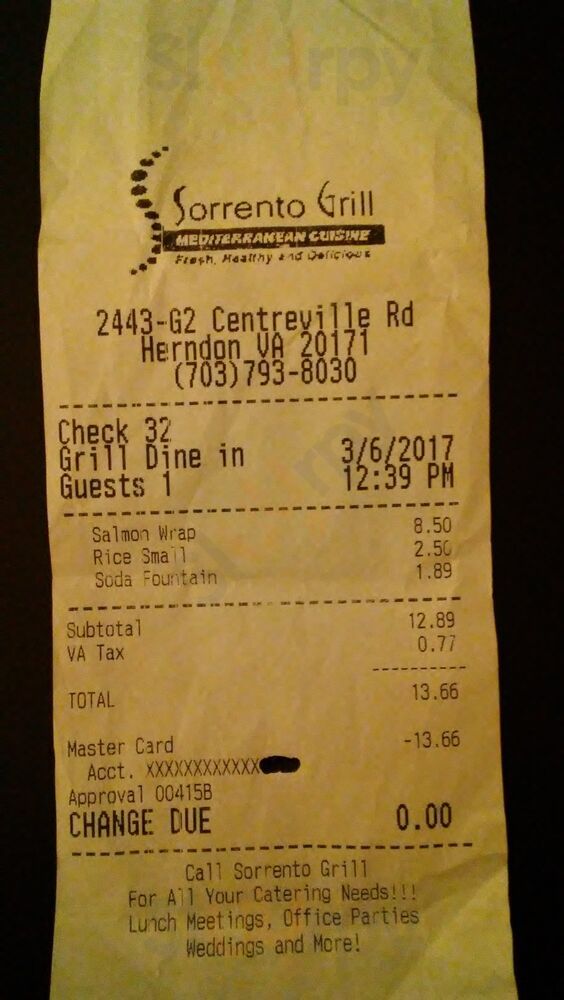 Sorrento Grill
MEDITERRANEAN CUISINE
Fresh, Healthy and Delicious
2443-G2 Centreville Rd
Herndon VA 20171
(703)793-8030
Check 32
Grill Dine in 3/6/2017
Guests 1 12:39 PM
Salmon Wrap 8.50
Rice Small 2.50
Soda Fountain 1.89
Subtotal 12.89
VA Tax 0.77
TOTAL 13.66
Master Card -13.66
Acct. XXXXXXXXXXXX
Approval 00415B
CHANGE DUE 0.00
Call Sorrento Grill
For All Your Catering Needs!!!
Lunch Meetings, Office Parties
Weddings and More!